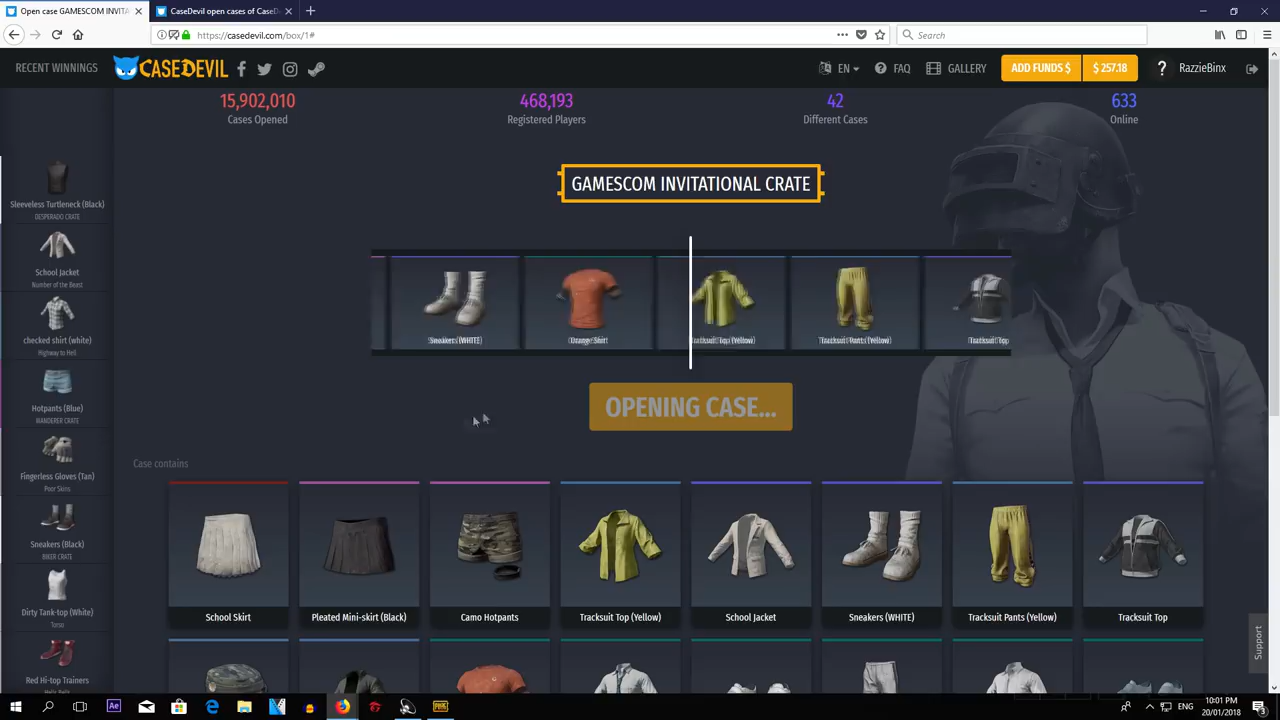 Open case GAMESCOM INVITA
CaseDevil open cases of CaseD
https://casedevil.com/box/1#
Search
RECENT WINNINGS
CASEDEVIL
EN
FAQ
GALLERY
ADD FUNDS $
$ 257.18
RazzieBinx
15,902,010
468,193
42
633
Cases Opened
Registered Players
Different Cases
Online
GAMESCOM INVITATIONAL CRATE
Sleeveless Turtleneck (Black)
DESPERADO CRATE
School Jacket
Number of the Beast
checked shirt (white)
Highway to Hell
Hotpants (Blue)
WANDERER CRATE
Fingerless Gloves (Tan)
Poor Skins
Sneakers (Black)
BIKER CRATE
Dirty Tank-top (White)
Torso
Red Hi-top Trainers
Sneakers (WHITE)
Orange Shirt
Tracksuit Top (Yellow)
Tracksuit Pants (Yellow)
Tracksuit Top
OPENING CASE...
Case contains
School Skirt
Pleated Mini-skirt (Black)
Camo Hotpants
Tracksuit Top (Yellow)
School Jacket
Sneakers (WHITE)
Tracksuit Pants (Yellow)
Tracksuit Top
Support
ENG
10:01 PM
20/01/2018